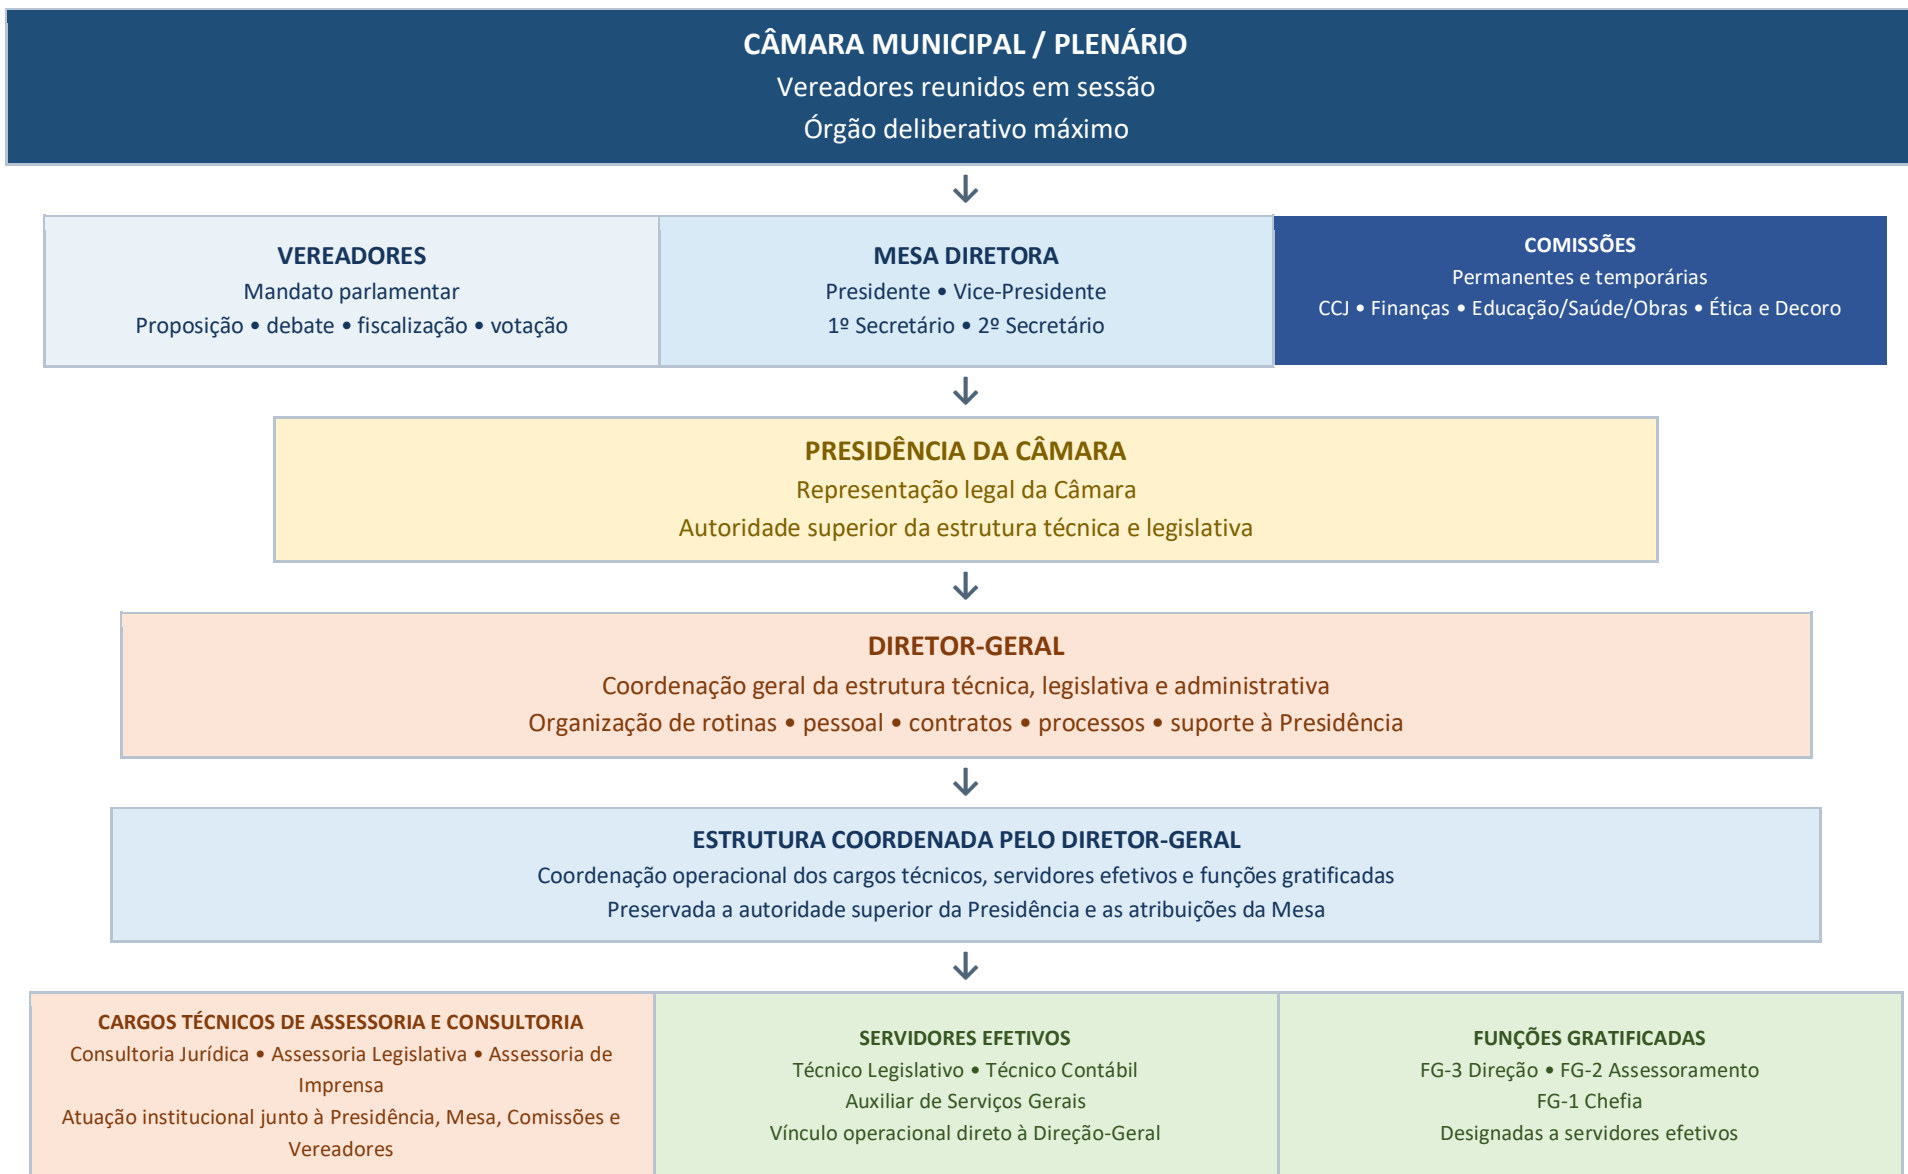 CÂMARA MUNICIPAL / PLENÁRIO
Vereadores reunidos em sessão
Órgão deliberativo máximo
VEREADORES
Mandato parlamentar
Proposição • debate • fiscalização • votação
MESA DIRETORA
Presidente • Vice-Presidente
1º Secretário • 2º Secretário
COMISSÕES
Permanentes e temporárias
CCJ • Finanças • Educação/Saúde/Obras • Ética e Decoro
PRESIDÊNCIA DA CÂMARA
Representação legal da Câmara
Autoridade superior da estrutura técnica e legislativa
DIRETOR-GERAL
Coordenação geral da estrutura técnica, legislativa e administrativa
Organização de rotinas • pessoal • contratos • processos • suporte à Presidência
ESTRUTURA COORDENADA PELO DIRETOR-GERAL
Coordenação operacional dos cargos técnicos, servidores efetivos e funções gratificadas
Preservada a autoridade superior da Presidência e as atribuições da Mesa
CARGOS TÉCNICOS DE ASSESSORIA E CONSULTORIA
Consultoria Jurídica • Assessoria Legislativa • Assessoria de
Imprensa
Atuação institucional junto à Presidência, Mesa, Comissões e
Vereadores
SERVIDORES EFETIVOS
Técnico Legislativo • Técnico Contábil
Auxiliar de Serviços Gerais
Vínculo operacional direto à Direção-Geral
FUNÇÕES GRATIFICADAS
FG-3 Direção • FG-2 Assessoramento
FG-1 Chefia
Designadas a servidores efetivos